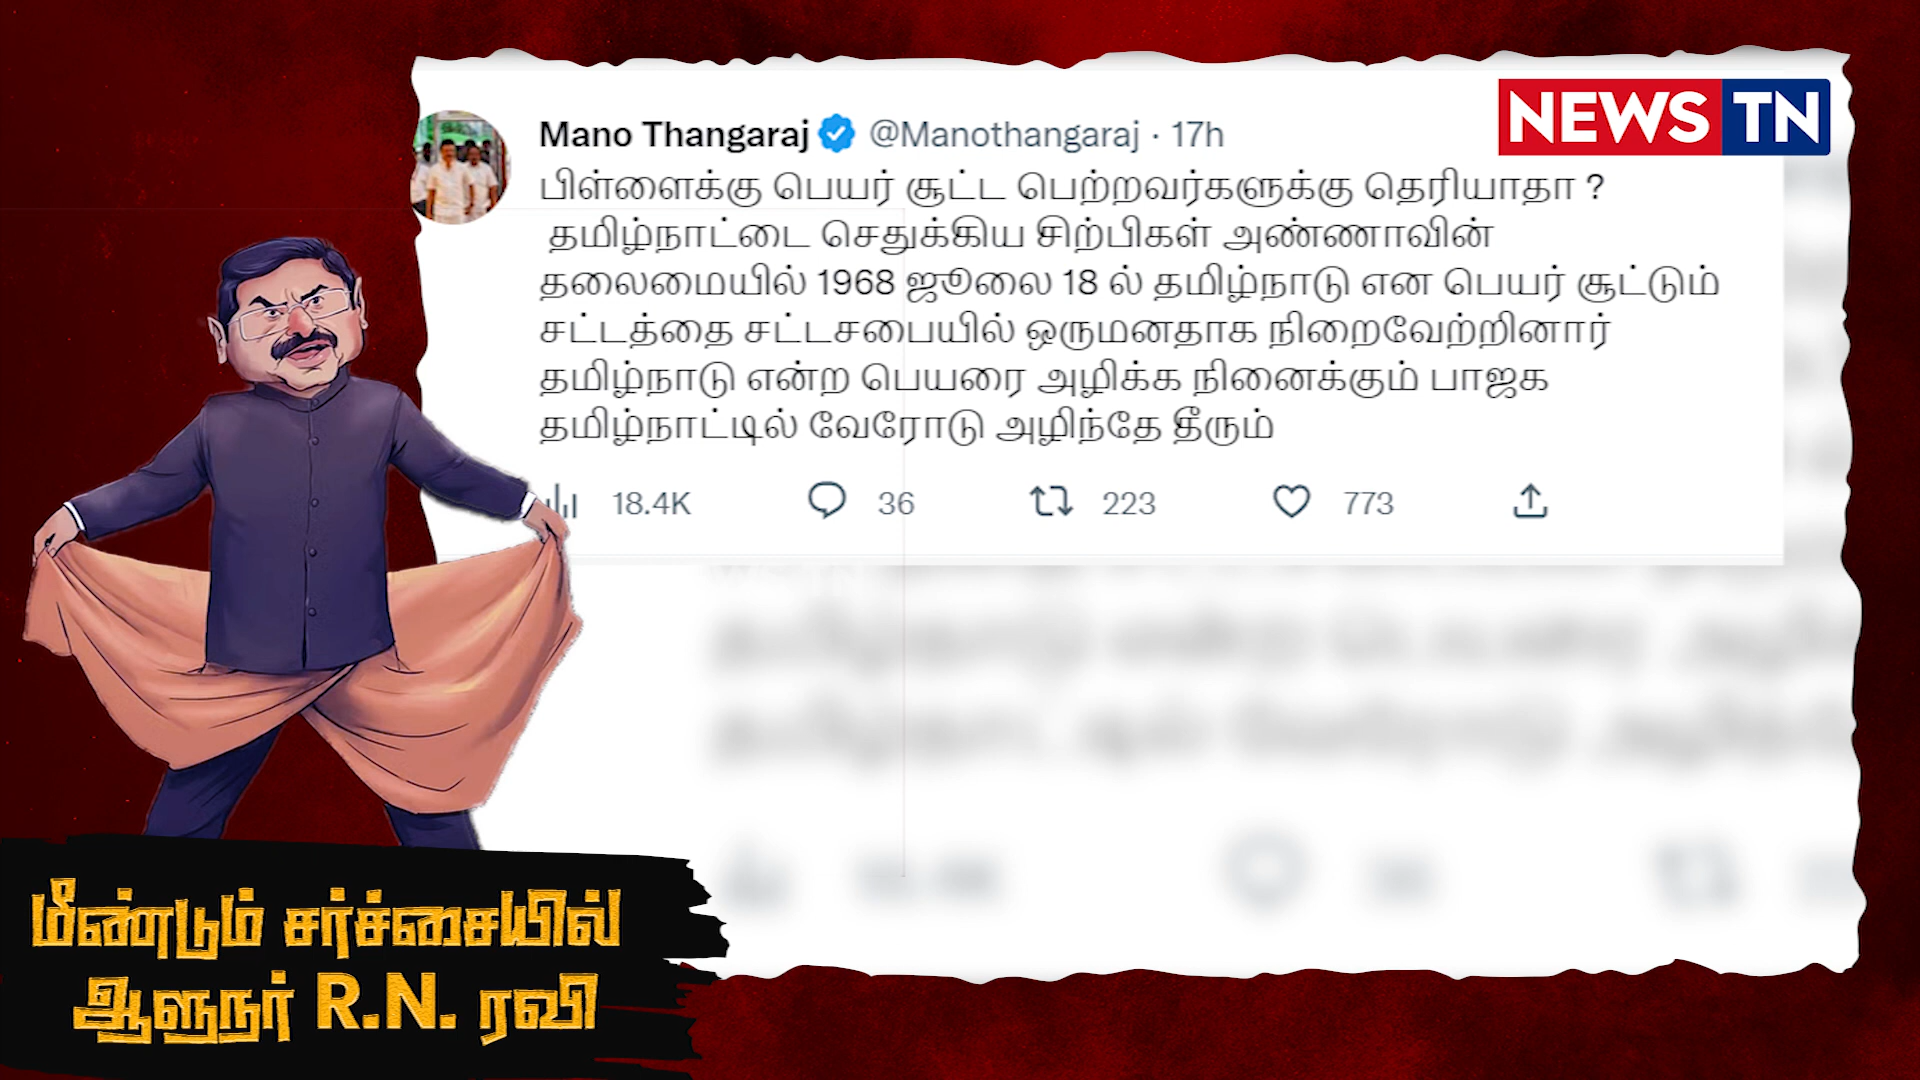 NEWS TN
Mano Thangaraj @Manothangaraj · 17h
பிள்ளைக்கு பெயர் சூட்ட பெற்றவர்களுக்கு தெரியாதா ?
தமிழ்நாட்டை செதுக்கிய சிற்பிகள் அண்ணாவின்
தலைமையில் 1968 ஜூலை 18 ல் தமிழ்நாடு என பெயர் சூட்டும்
சட்டத்தை சட்டசபையில் ஒருமனதாக நிறைவேற்றினார்
தமிழ்நாடு என்ற பெயரை அழிக்க நினைக்கும் பாஜக
தமிழ்நாட்டில் வேரோடு அழிந்தே தீரும்
18.4K 36 223 773
மீண்டும் சர்ச்சையில்
ஆளுநர் R.N. ரவி